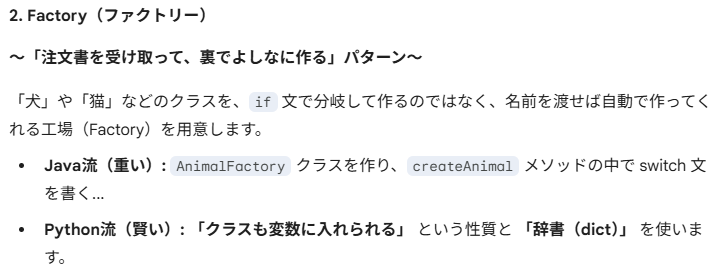 2. Factory（ファクトリー）
〜「注文書を受け取って、裏でよしなに作る」パターン〜
「犬」や「猫」などのクラスを、 if 文で分岐して作るのではなく、名前を渡せば自動で作ってく
れる工場（Factory）を用意します。
• Java流（重い）: AnimalFactory クラスを作り、 createAnimal メソッドの中で switch 文
を書く...
• Python流（賢い）: 「クラスも変数に入れられる」 という性質と 「辞書（dict）」 を使いま
す。